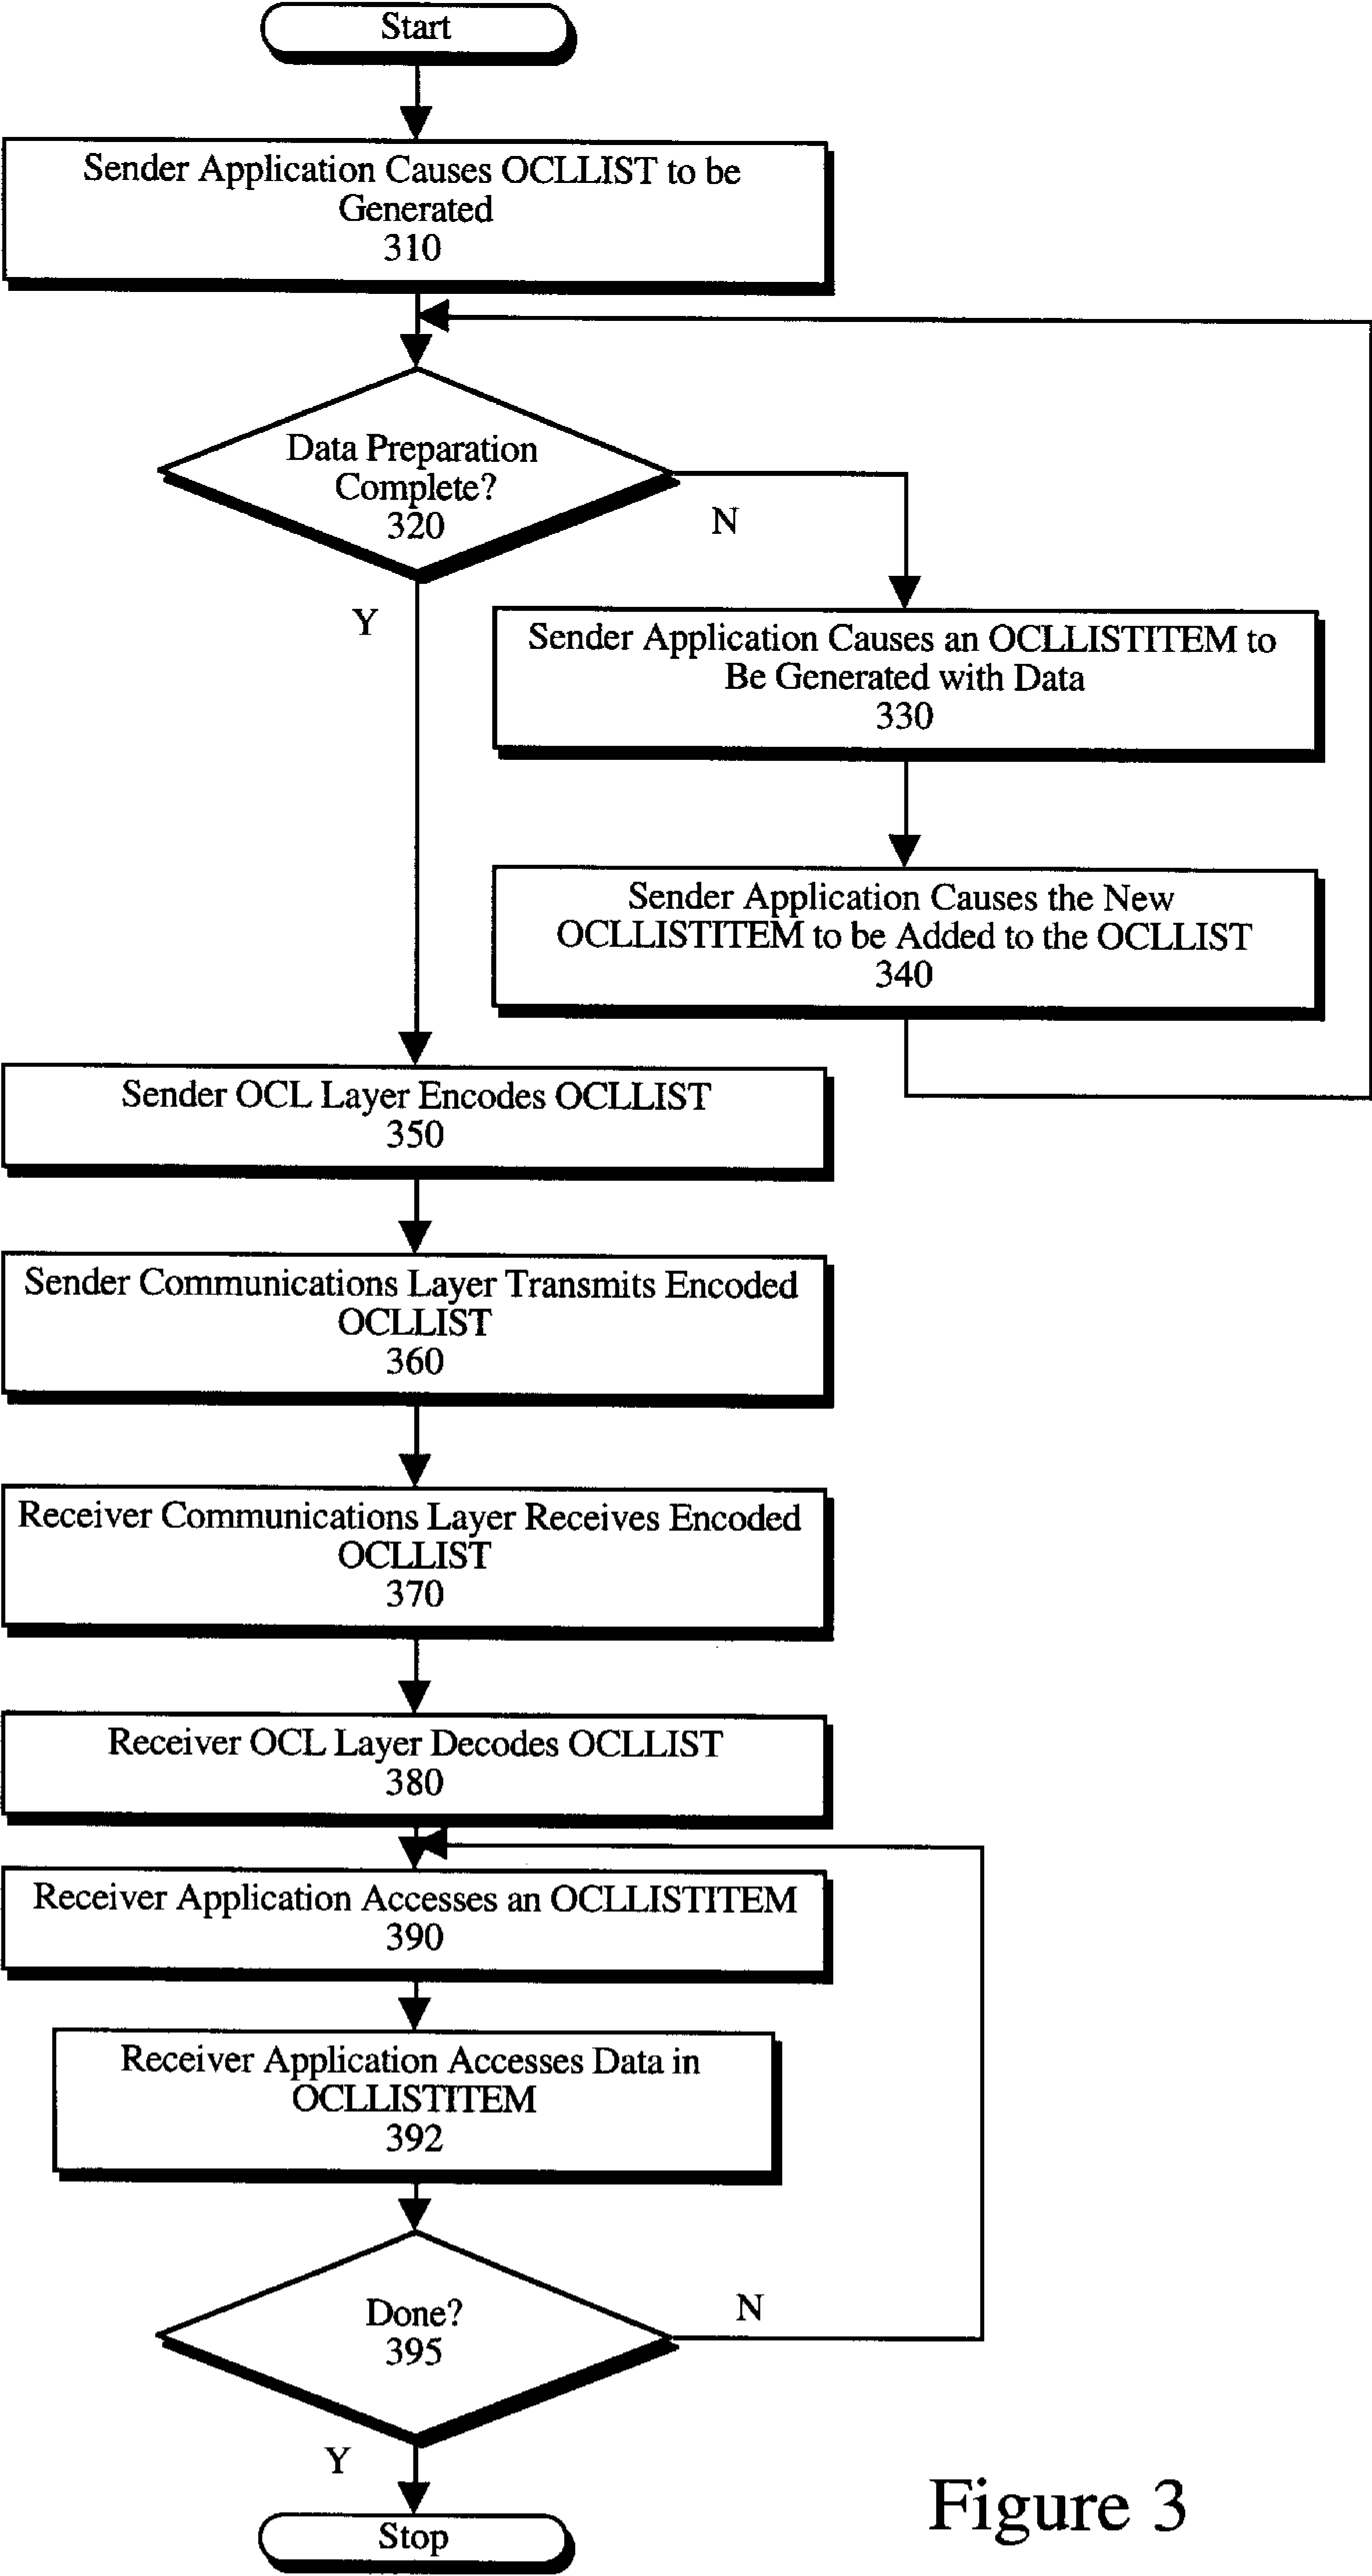 Start
Sender Application Causes OCLLIST to be
Generated
310
Data Preparation
Complete?
320
N
Y
Sender Application Causes an OCLLISTITEM to
Be Generated with Data
330
Sender Application Causes the New
OCLLISTITEM to be Added to the OCLLIST
340
Sender OCL Layer Encodes OCLLIST
350
Sender Communications Layer Transmits Encoded
OCLLIST
360
Receiver Communications Layer Receives Encoded
OCLLIST
370
Receiver OCL Layer Decodes OCLLIST
380
Receiver Application Accesses an OCLLISTITEM
390
Receiver Application Accesses Data in
OCLLISTITEM
392
Done?
395
N
Y
Stop
Figure 3